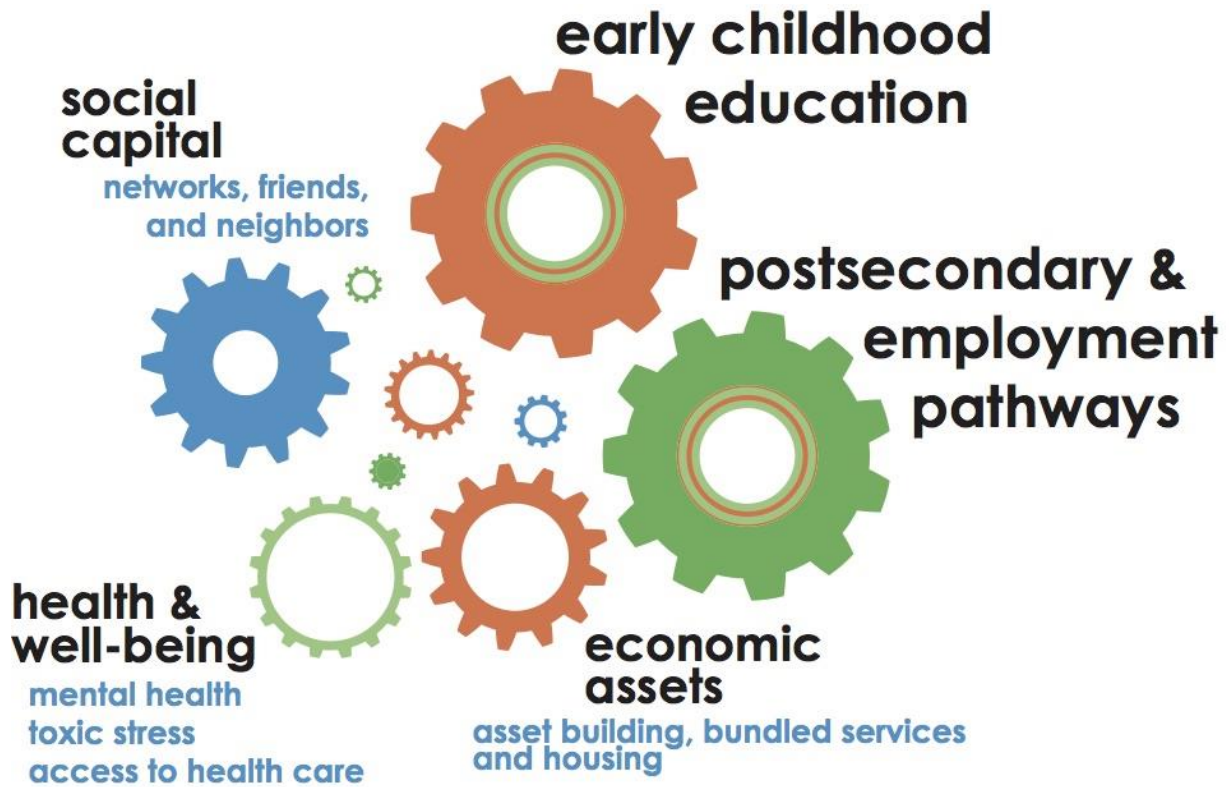 early childhood
education
social
capital
networks, friends,
and neighbors
postsecondary &
employment
pathways
health &
well-being
mental health
toxic stress
access to health care
economic
assets
asset building, bundled services
and housing